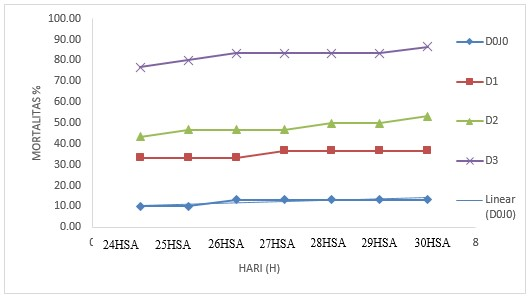 100.00
90.00
80.00
70.00
60.00
50.00
40.00
30.00
20.00
10.00
0.00
MORTALITAS %
0 24HSA 25HSA 26HSA 27HSA 28HSA 29HSA 30HSA 8
HARI (H)
D0J0
D1
D2
D3
Linear
(D0J0)